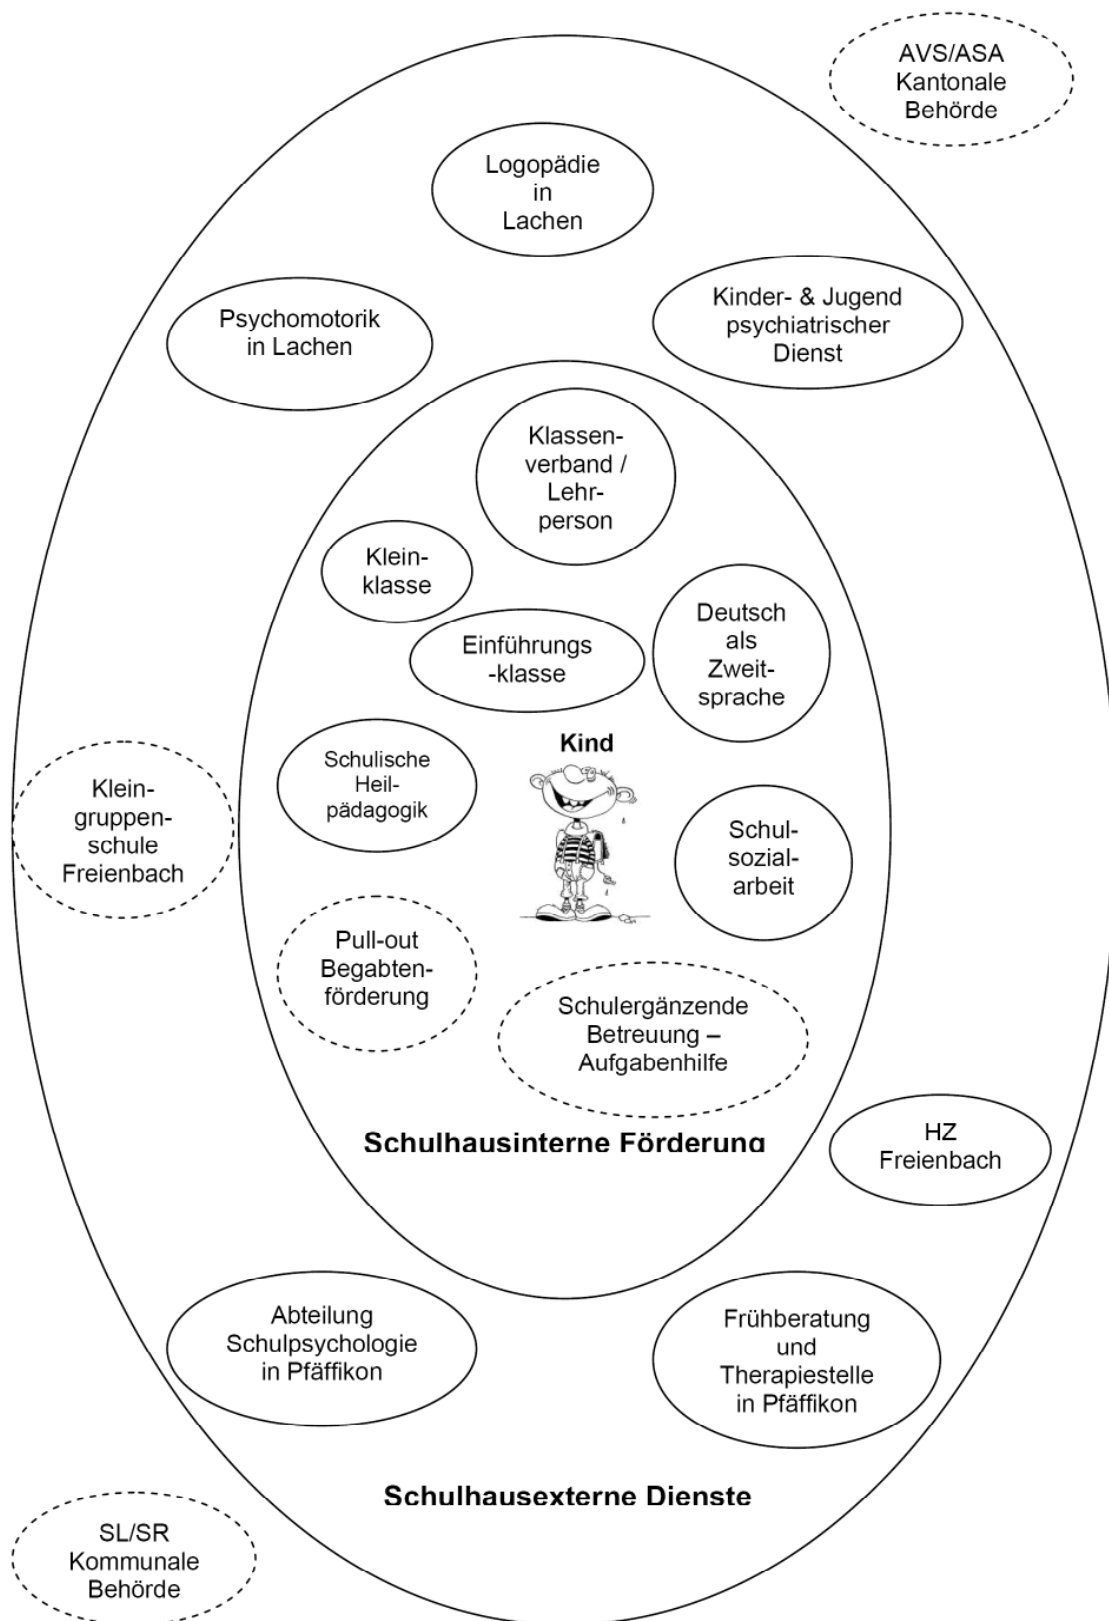 AVS/ASA
Kantonale
Behörde
Logopädie
in
Lachen
Psychomotorik
in Lachen
Kinder- & Jugend
psychiatrischer
Dienst
Klassen-
verband /
Lehr-
person
Klein-
klasse
Einführungs
-klasse
Deutsch
als
Zweit-
sprache
Schulische
Heil-
pädagogik
Kind
Klein-
gruppen-
schule
Freienbach
Schul-
sozial-
arbeit
Pull-out
Begabten-
förderung
Schulergänzende
Betreuung –
Aufgabenhilfe
Schulhausinterne Förderung
HZ
Freienbach
Abteilung
Schulpsychologie
in Pfäffikon
Frühberatung
und
Therapiestelle
in Pfäffikon
Schulhausexterne Dienste
SL/SR
Kommunale
Behörde